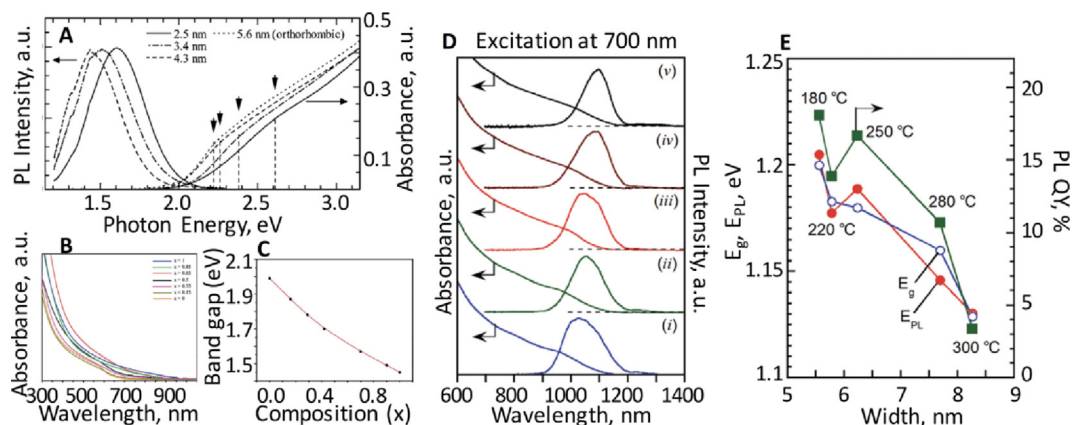 A
2.5 nm
3.4 nm
4.3 nm
5.6 nm (orthorhombic)
PL Intensity, a.u.
Absorbance, a.u.
0.5
0.4
0.3
0.2
0.1
1.5 2.0 2.5 3.0
Photon Energy, eV
B
Absorbance, a.u.
x = 1
x = 0
300 500 700 900
Wavelength, nm
C
Band gap (eV)
2.1
1.9
1.7
1.5
0.0 0.4 0.8
Composition (x)
D Excitation at 700 nm
Absorbance, a.u.
PL Intensity, a.u.
(v)
(iv)
(iii)
(ii)
(i)
600 800 1000 1200 1400
Wavelength, nm
E
Eg, EPL, eV
1.25
1.20
1.15
1.1
PL QY, %
20
15
10
5
0
180 °C
250 °C
220 °C
280 °C
Eg
EPL
300 °C
5 6 7 8 9
Width, nm